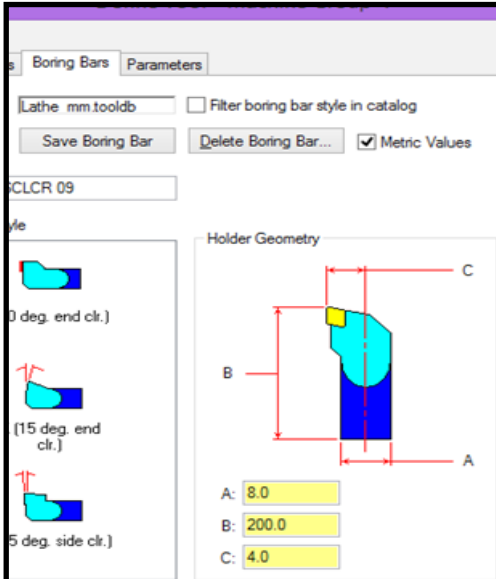 Boring Bars Parameters
Lathe mm.tooldb Filter boring bar style in catalog
Save Boring Bar Delete Boring Bar... Metric Values
SCLCR 09
Holder Geometry
C
0 deg. end clr.)
B
(15 deg. end
clr.)
A
A: 8.0
B: 200.0
5 deg. side clr.)
C: 4.0